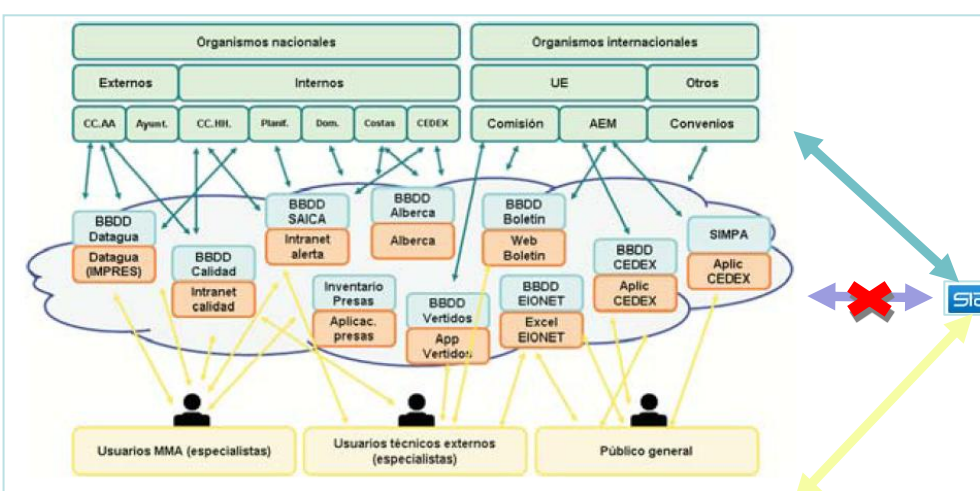 Organismos nacionales
Organismos internacionales
Externos
Internos
UE
Otros
CC.AA
Ayunt.
CC.HH.
Planif.
Dom.
Costas
CEDEX
Comisión
AEM
Convenios
BBDD
Datagua
Datagua
(IMPRES)
BBDD
Calidad
Intranet
calidad
BBDD
SAICA
Intranet
alerta
Inventario
Presas
Aplicac.
presas
BBDD
Alberca
Alberca
BBDD
Vertidos
App
Vertidos
BBDD
Boletín
Web
Boletín
BBDD
EIONET
Excel
EIONET
BBDD
CEDEX
Aplic
CEDEX
SIMPA
Aplic
CEDEX
Usuarios MMA (especialistas)
Usuarios técnicos externos
(especialistas)
Público general